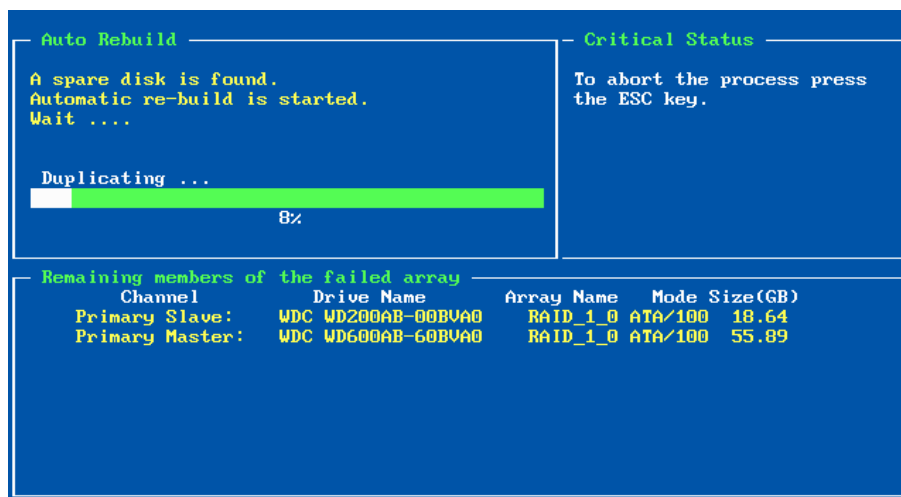 Auto Rebuild
A spare disk is found.
Automatic re-build is started.
Wait ....
Duplicating ...
8%
Critical Status
To abort the process press
the ESC key.
Remaining members of the failed array
Channel Drive Name Array Name Mode Size(GB)
Primary Slave: WDC WD200AB-00BVA0 RAID_1_0 ATA/100 18.64
Primary Master: WDC WD600AB-60BVA0 RAID_1_0 ATA/100 55.89